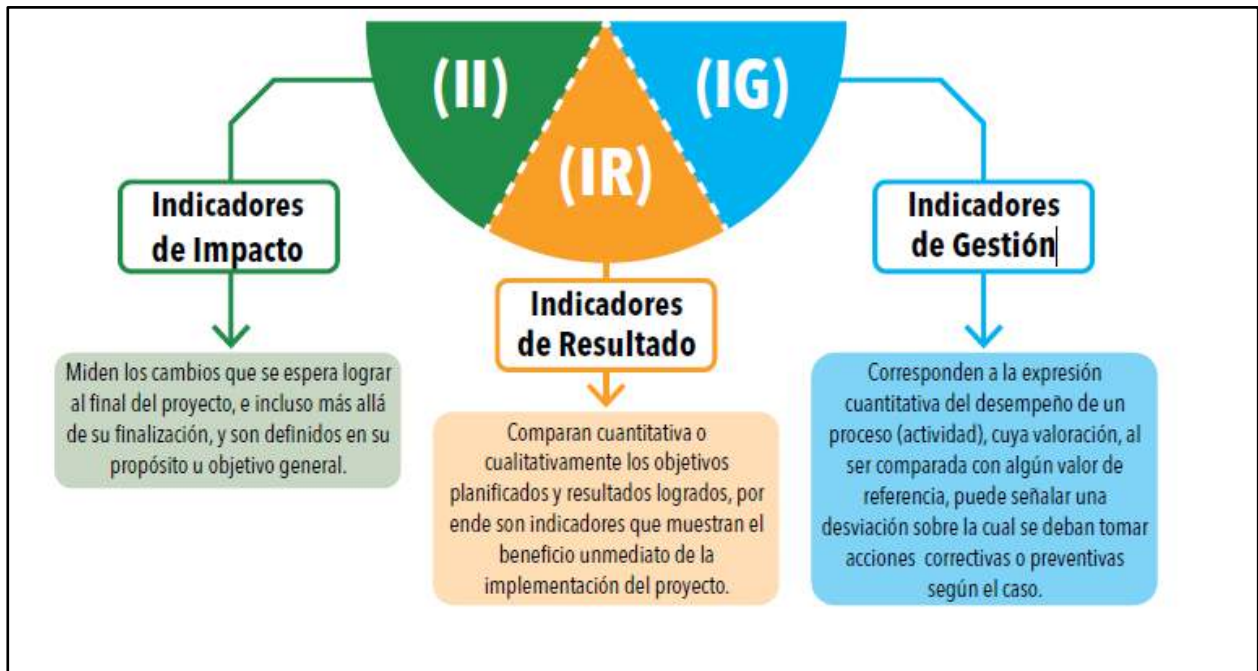 (II)
(IR)
(IG)
Indicadores
de Impacto
Miden los cambios que se espera lograr
al final del proyecto, e incluso más allá
de su finalización, y son definidos en su
propósito u objetivo general.
Indicadores
de Resultado
Comparan cuantitativa o
cualitativamente los objetivos
planificados y resultados logrados, por
ende son indicadores que muestran el
beneficio unmediato de la
implementación del proyecto.
Indicadores
de Gestión
Corresponden a la expresión
cuantitativa del desempeño de un
proceso (actividad), cuya valoración, al
ser comparada con algún valor de
referencia, puede señalar una
desviación sobre la cual se deban tomar
acciones correctivas o preventivas
según el caso.